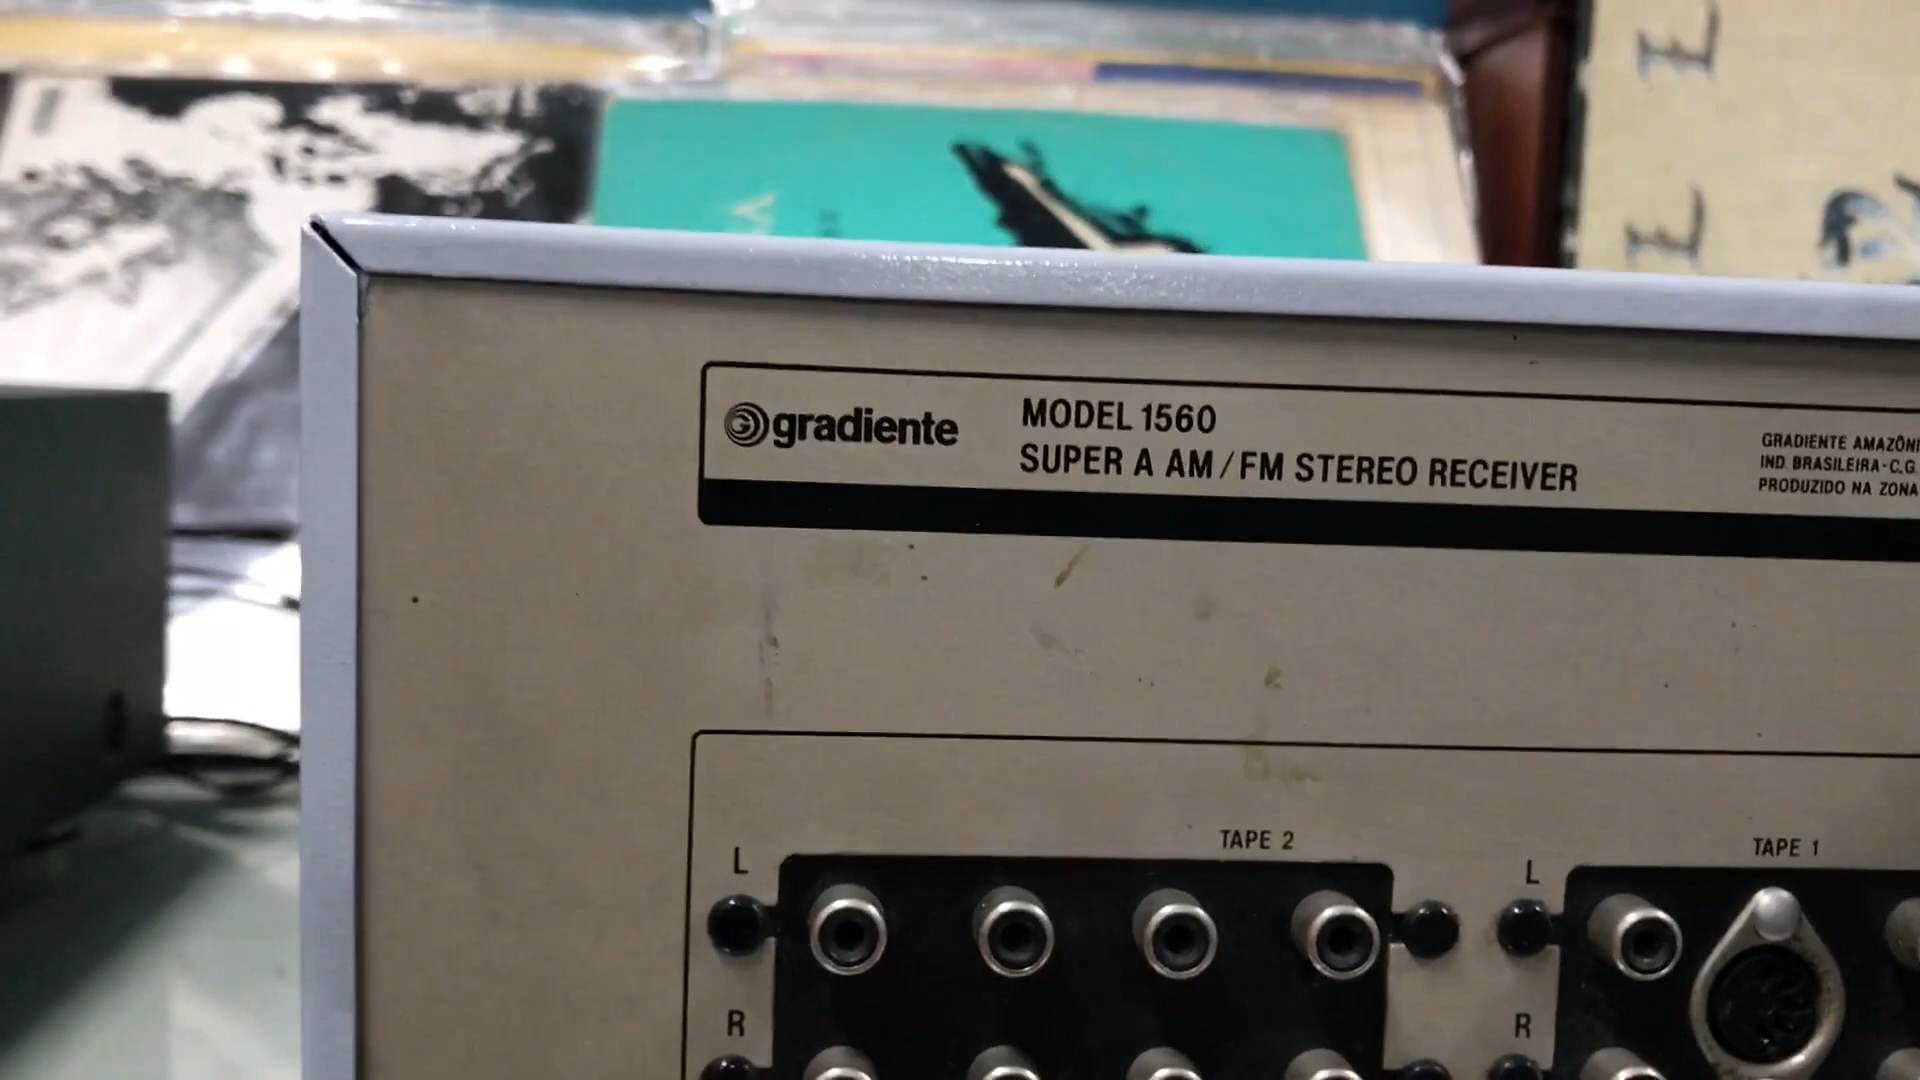 L
L
gradiente
MODEL 1560
SUPER A AM/FM STEREO RECEIVER
GRADIENTE AMAZÔNI
IND. BRASILEIRA-C.G.
PRODUZIDO NA ZONA
TAPE 2
TAPE 1
L
L
R
R